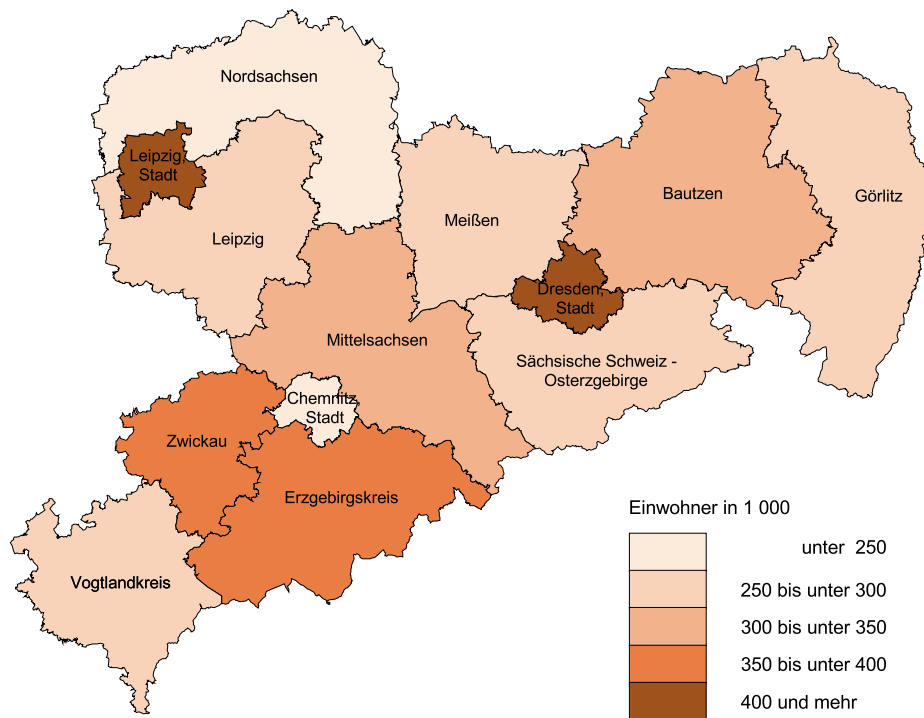 Nordsachsen
Leipzig,
Stadt
Leipzig
Meißen
Bautzen
Görlitz
Dresden,
Stadt
Mittelsachsen
Sächsische Schweiz -
Osterzgebirge
Chemnitz,
Stadt
Zwickau
Erzgebirgskreis
Vogtlandkreis
Einwohner in 1 000
unter 250
250 bis unter 300
300 bis unter 350
350 bis unter 400
400 und mehr